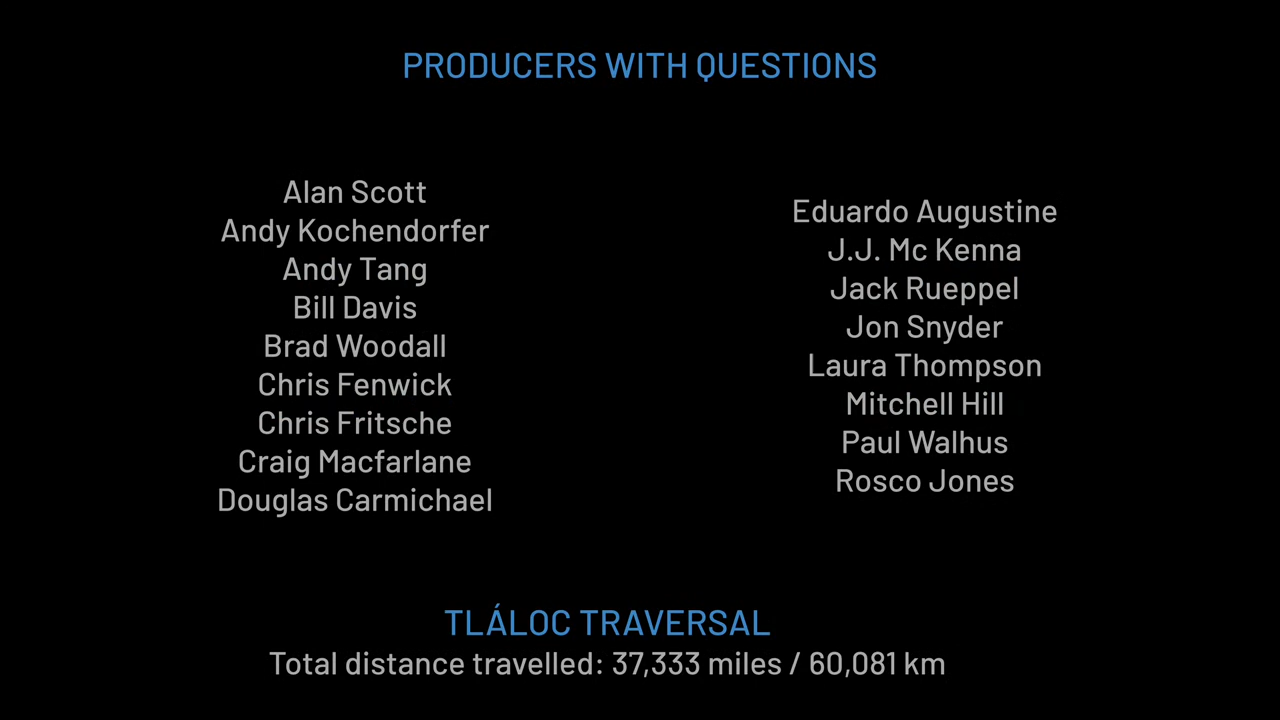 PRODUCERS WITH QUESTIONS
Alan Scott
Andy Kochendorfer
Andy Tang
Bill Davis
Brad Woodall
Chris Fenwick
Chris Fritsche
Craig Macfarlane
Douglas Carmichael
Eduardo Augustine
J.J. Mc Kenna
Jack Rueppel
Jon Snyder
Laura Thompson
Mitchell Hill
Paul Walhus
Rosco Jones
TLÁLOC TRAVERSAL
Total distance travelled: 37,333 miles / 60,081 km